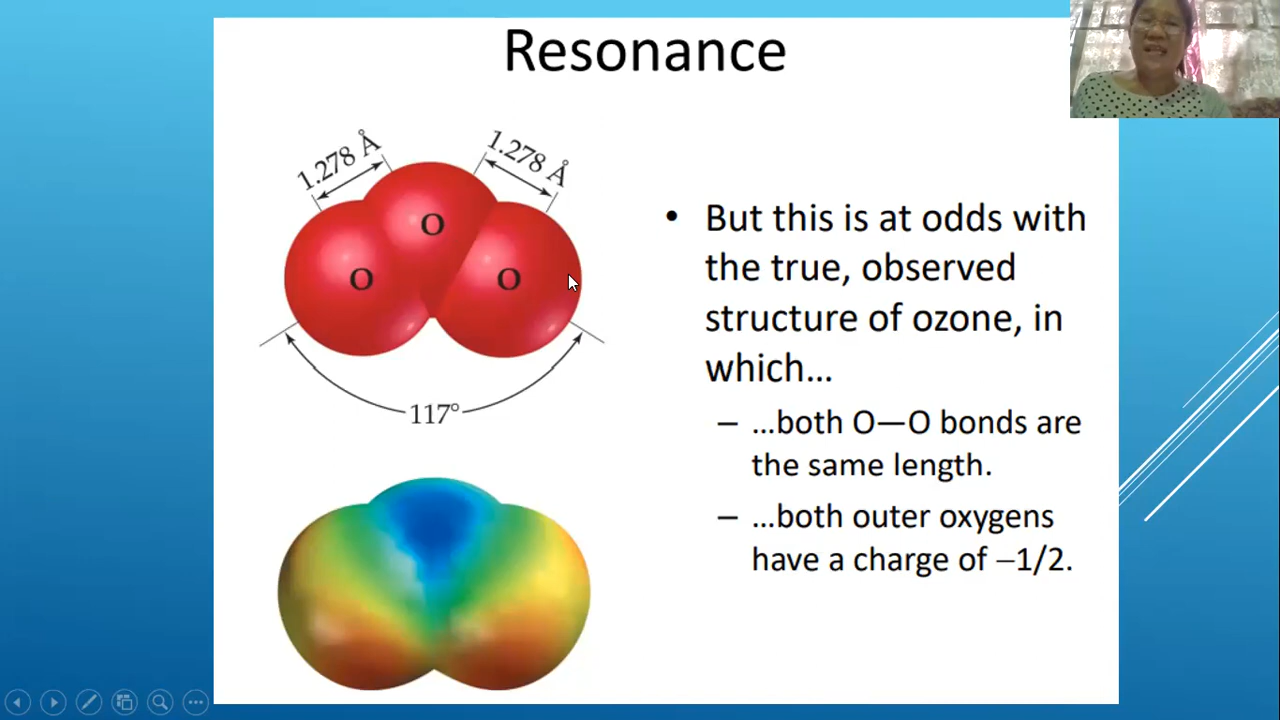 Resonance
1.278 Å
1.278 Å
O
O
O
117°
• But this is at odds with
the true, observed
structure of ozone, in
which…
– …both O—O bonds are
the same length.
– …both outer oxygens
have a charge of −1/2.